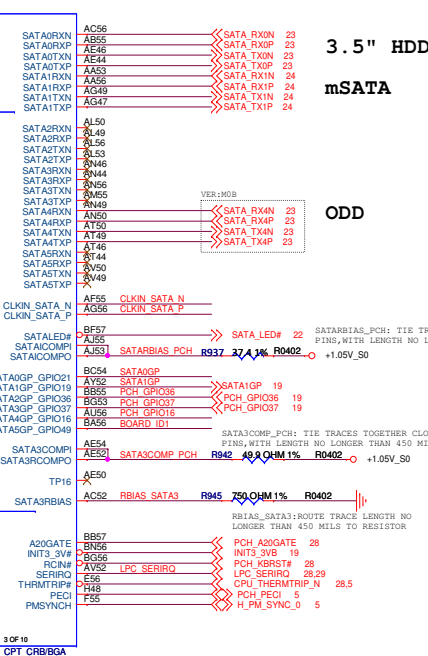 SATA0RXN AC56 SATA_RX0N 23
SATA0RXP AB55 SATA_RX0P 23
SATA0TXN AE46 SATA_TX0N 23
SATA0TXP AE44 SATA_TX0P 23
3.5" HDD
SATA1RXN AA53 SATA_RX1N 24
SATA1RXP AA56 SATA_RX1P 24
SATA1TXN AG49 SATA_TX1N 24
SATA1TXP AG47 SATA_TX1P 24
mSATA
SATA2RXN AL50
SATA2RXP AL49
SATA2TXN AL56
SATA2TXP AL53
SATA3RXN AN46
SATA3RXP AN44
SATA3TXN AN56
SATA3TXP AM55
VER:M0B
SATA4RXN AN49 SATA_RX4N 23
SATA4RXP AN50 SATA_RX4P 23
SATA4TXN AT50 SATA_TX4N 23
SATA4TXP AT49 SATA_TX4P 23
ODD
SATA5RXN AT46
SATA5RXP AT44
SATA5TXN AV50
SATA5TXP AV49
CLKIN_SATA_N AF55 CLKIN_SATA_N
CLKIN_SATA_P AG56 CLKIN_SATA_P
SATALED# BF57 SATA_LED# 22
SATARBIAS_PCH: TIE TR
PINS,WITH LENGTH NO L
SATAICOMPI AJ55
SATAICOMPO AJ53 SATARBIAS_PCH R937 37.4 1% R0402 +1.05V_S0
ATA0GP_GPIO21 BC54 SATA0GP
ATA1GP_GPIO19 AY52 SATA1GP SATA1GP 19
ATA2GP_GPIO36 BB55 PCH_GPIO36 PCH_GPIO36 19
ATA3GP_GPIO37 BG53 PCH_GPIO37 PCH_GPIO37 19
ATA4GP_GPIO16 AU56 PCH_GPIO16
ATA5GP_GPIO49 BA56 BOARD_ID1
SATA3COMP_PCH: TIE TRACES TOGETHER CLO
PINS,WITH LENGTH NO LONGER THAN 450 MI
SATA3COMPI AE54
SATA3RCOMPO AE52 SATA3COMP_PCH R942 49.9 OHM 1% R0402 +1.05V_S0
TP16 AE50
SATA3RBIAS AC52 RBIAS_SATA3 R945 750 OHM 1% R0402
RBIAS_SATA3:ROUTE TRACE LENGTH NO
LONGER THAN 450 MILS TO RESISTOR
A20GATE BB57 PCH_A20GATE 28
INIT3_3V# BN56 INIT3_3VB 19
RCIN# BG56 PCH_KBRST# 28
SERIRQ AV52 LPC_SERIRQ LPC_SERIRQ 28,29
THRMTRIP# E56 CPU_THERMTRIP_N 28,5
PECI H48 PCH_PECI 5
PMSYNCH F55 H_PM_SYNC_0 5
3 OF 10
CPT_CRB/BGA